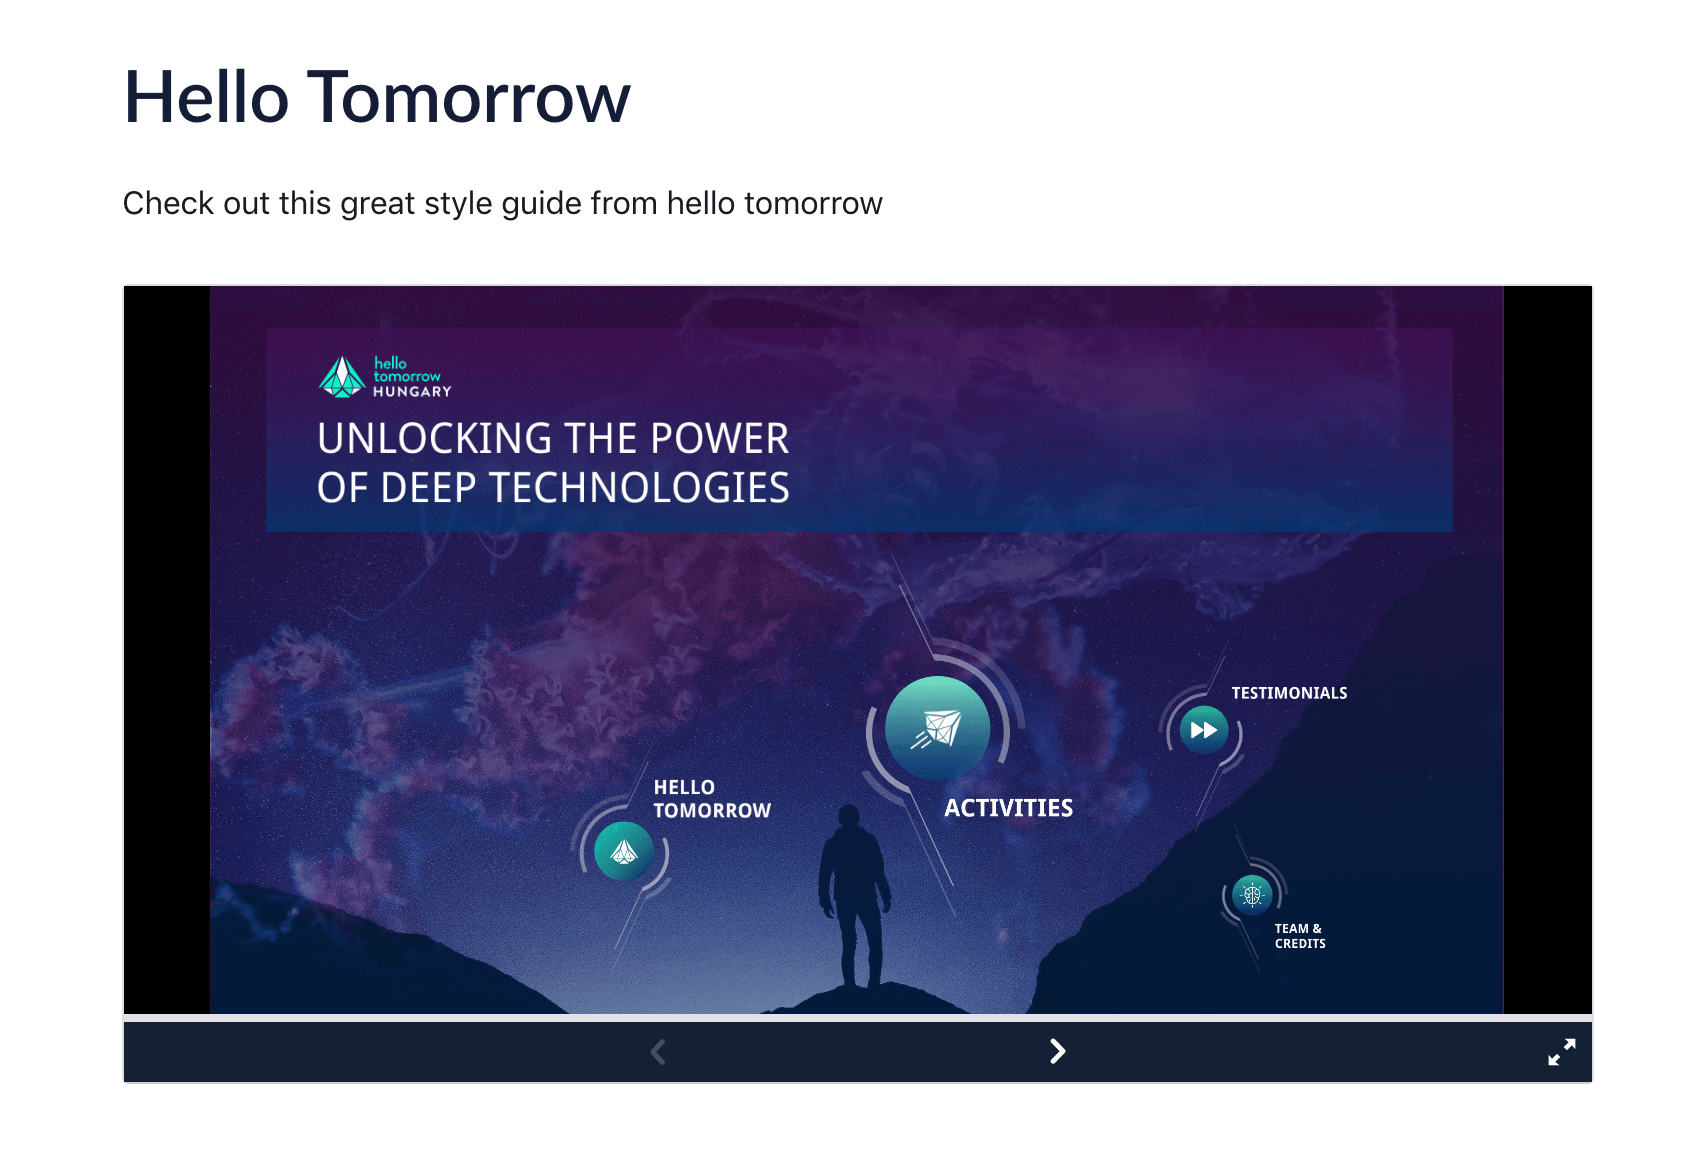 Hello Tomorrow
Check out this great style guide from hello tomorrow
hello
tomorrow
HUNGARY
UNLOCKING THE POWER
OF DEEP TECHNOLOGIES
TESTIMONIALS
HELLO
TOMORROW
ACTIVITIES
TEAM &
CREDITS